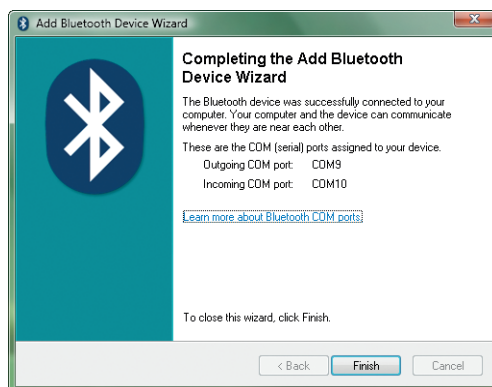 Add Bluetooth Device Wizard
Completing the Add Bluetooth
Device Wizard
The Bluetooth device was successfully connected to your
computer. Your computer and the device can communicate
whenever they are near each other.
These are the COM (serial) ports assigned to your device.
Outgoing COM port: COM9
Incoming COM port: COM10
Learn more about Bluetooth COM ports.
To close this wizard, click Finish.
< Back Finish Cancel